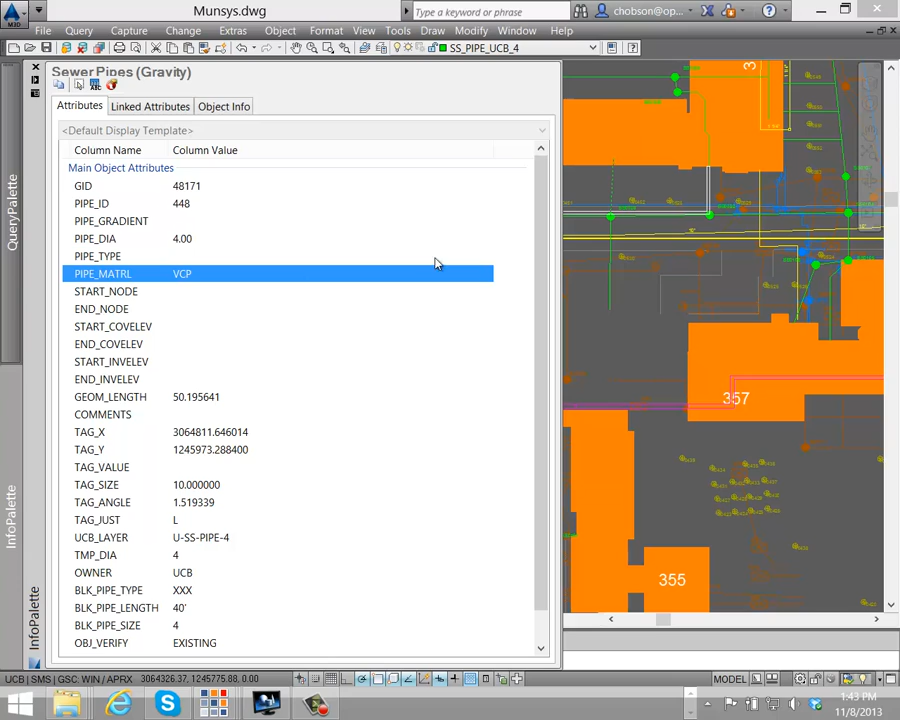 Munsys.dwg
Type a keyword or phrase
chobson@op...
File Query Capture Change Extras Object Format View Tools Draw Modify Window Help
SS_PIPE_UCB_4
Sewer Pipes (Gravity)
Attributes Linked Attributes Object Info
<Default Display Template>
Column Name Column Value
Main Object Attributes
GID 48171
PIPE_ID 448
PIPE_GRADIENT
PIPE_DIA 4.00
PIPE_TYPE
PIPE_MATRL VCP
START_NODE
END_NODE
START_COVELEV
END_COVELEV
START_INVELEV
END_INVELEV
GEOM_LENGTH 50.195641
COMMENTS
TAG_X 3064811.646014
TAG_Y 1245973.288400
TAG_VALUE
TAG_SIZE 10.000000
TAG_ANGLE 1.519339
TAG_JUST L
UCB_LAYER U-SS-PIPE-4
TMP_DIA 4
OWNER UCB
BLK_PIPE_TYPE XXX
BLK_PIPE_LENGTH 40'
BLK_PIPE_SIZE 4
OBJ_VERIFY EXISTING
QueryPalette
InfoPalette
InfoPalette
357
355
UCB | SMS | GSC: WIN / APRX 3064326.37, 1245775.88, 0.00
MODEL
1:43 PM
11/8/2013